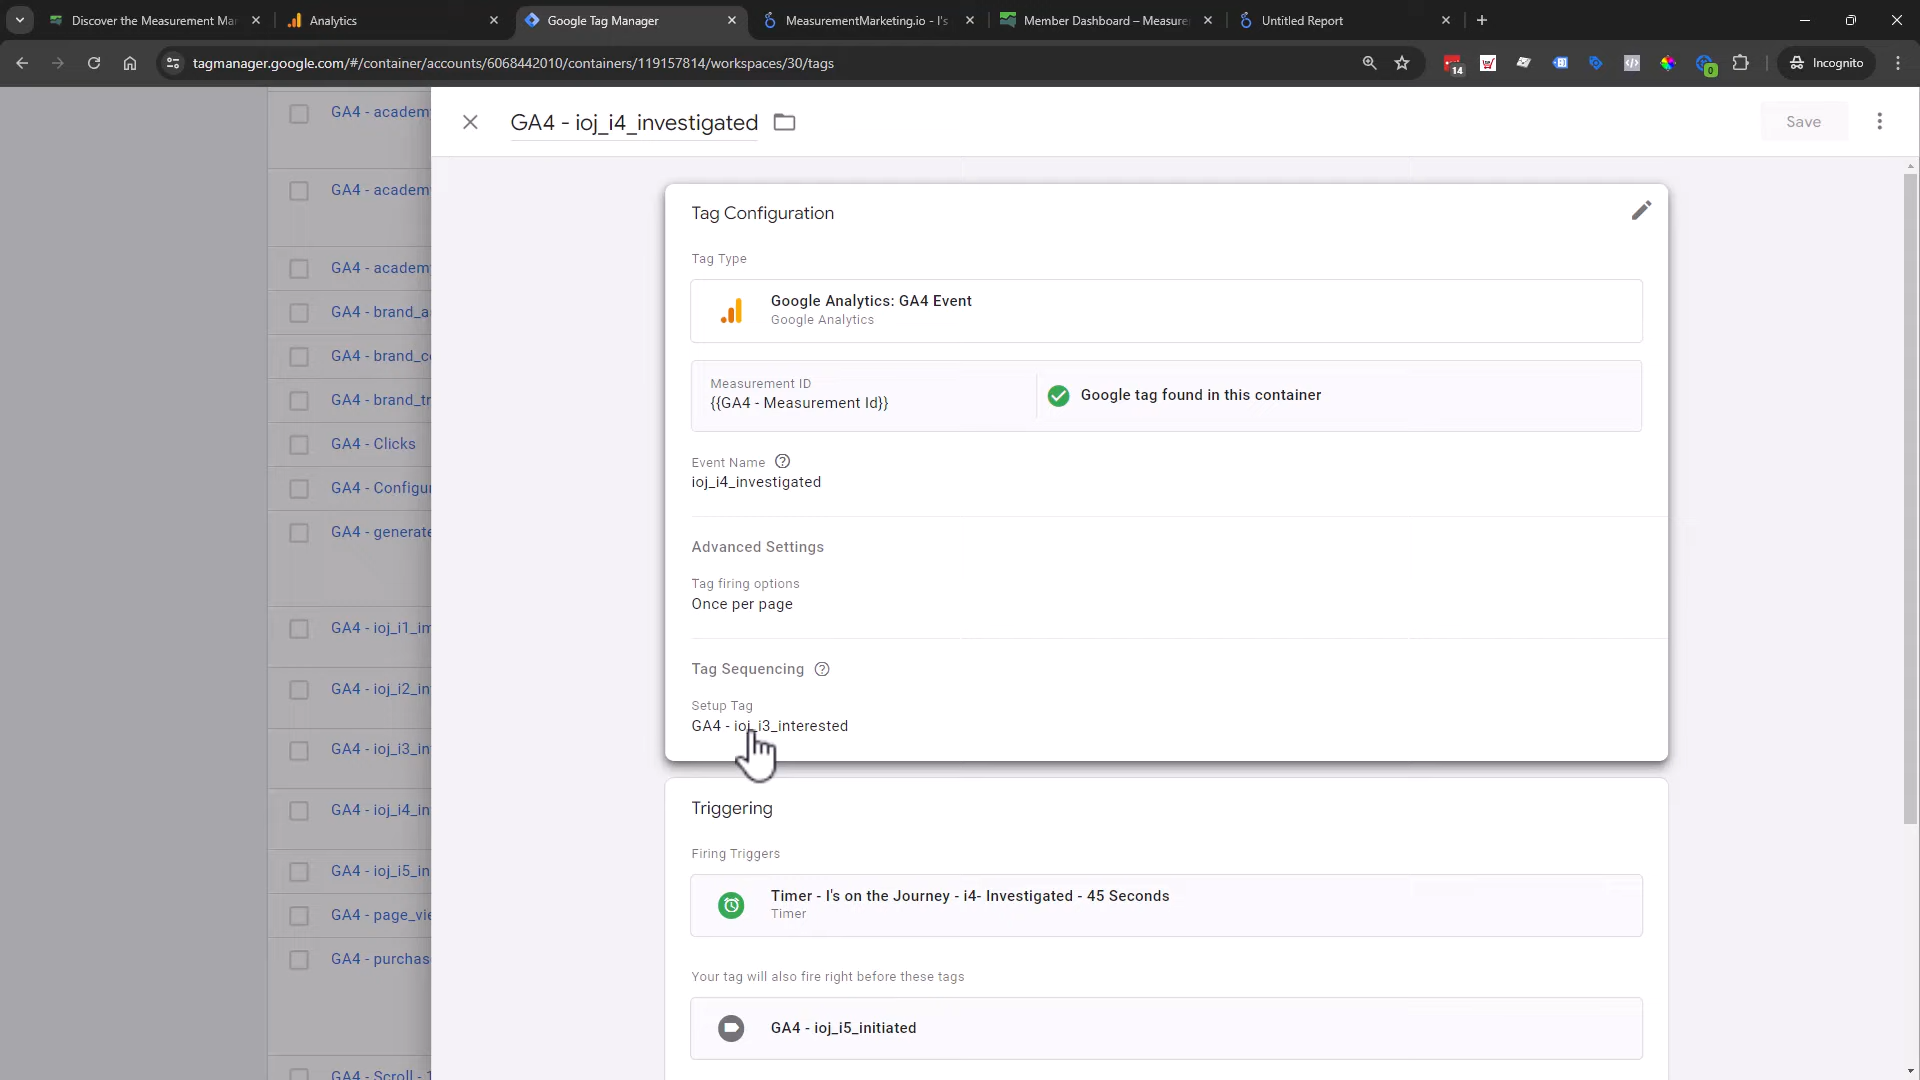 Discover the Measurement Mar
Analytics
Google Tag Manager
MeasurementMarketing.io - I's
Member Dashboard – Measure
Untitled Report
tagmanager.google.com/#/container/accounts/6068442010/containers/119157814/workspaces/30/tags
14
0
Incognito
GA4 - academ
GA4 - academ
GA4 - academ
GA4 - brand_a
GA4 - brand_c
GA4 - brand_tr
GA4 - Clicks
GA4 - Configu
GA4 - generate
GA4 - ioj_i1_im
GA4 - ioj_i2_in
GA4 - ioj_i3_in
GA4 - ioj_i4_in
GA4 - ioj_i5_in
GA4 - page_vie
GA4 - purchas
GA4 - Scroll - 1
GA4 - ioj_i4_investigated
Save
Tag Configuration
Tag Type
Google Analytics: GA4 Event
Google Analytics
Measurement ID
{{GA4 - Measurement Id}}
Google tag found in this container
Event Name
ioj_i4_investigated
Advanced Settings
Tag firing options
Once per page
Tag Sequencing
Setup Tag
GA4 - ioj_i3_interested
Triggering
Firing Triggers
Timer - I's on the Journey - i4- Investigated - 45 Seconds
Timer
Your tag will also fire right before these tags
GA4 - ioj_i5_initiated